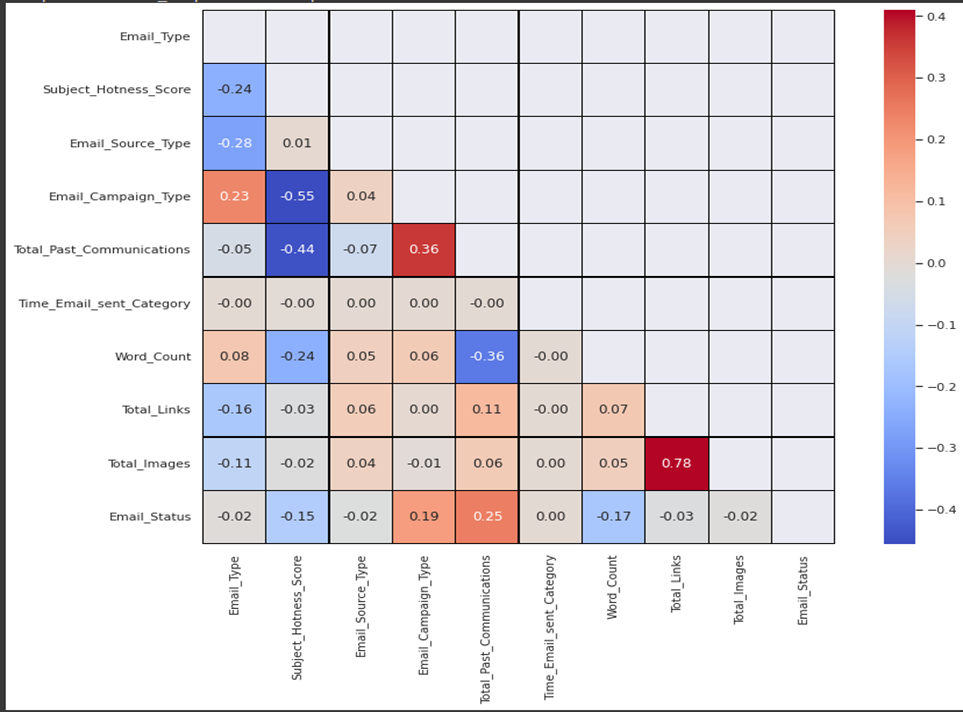 Email_Type
Subject_Hotness_Score -0.24
Email_Source_Type -0.28 0.01
Email_Campaign_Type 0.23 -0.55 0.04
Total_Past_Communications -0.05 -0.44 -0.07 0.36
Time_Email_sent_Category -0.00 -0.00 0.00 0.00 -0.00
Word_Count 0.08 -0.24 0.05 0.06 -0.36 -0.00
Total_Links -0.16 -0.03 0.06 0.00 0.11 -0.00 0.07
Total_Images -0.11 -0.02 0.04 -0.01 0.06 0.00 0.05 0.78
Email_Status -0.02 -0.15 -0.02 0.19 0.25 0.00 -0.17 -0.03 -0.02
Email_Type
Subject_Hotness_Score
Email_Source_Type
Email_Campaign_Type
Total_Past_Communications
Time_Email_sent_Category
Word_Count
Total_Links
Total_Images
Email_Status
0.4
0.3
0.2
0.1
0.0
−0.1
−0.2
−0.3
−0.4